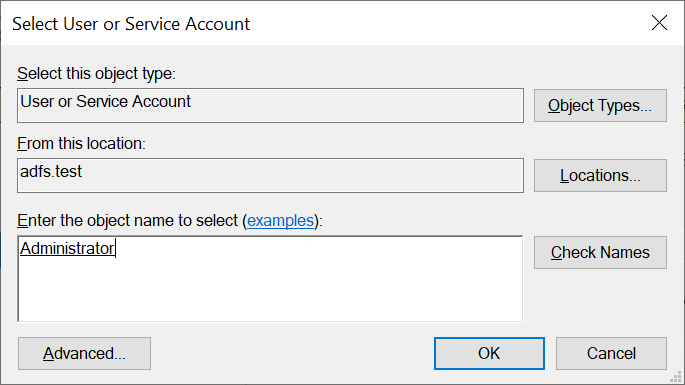 Select User or Service Account
Select this object type:
User or Service Account
Object Types...
From this location:
adfs.test
Locations...
Enter the object name to select (examples):
Administrator
Check Names
Advanced...
OK
Cancel